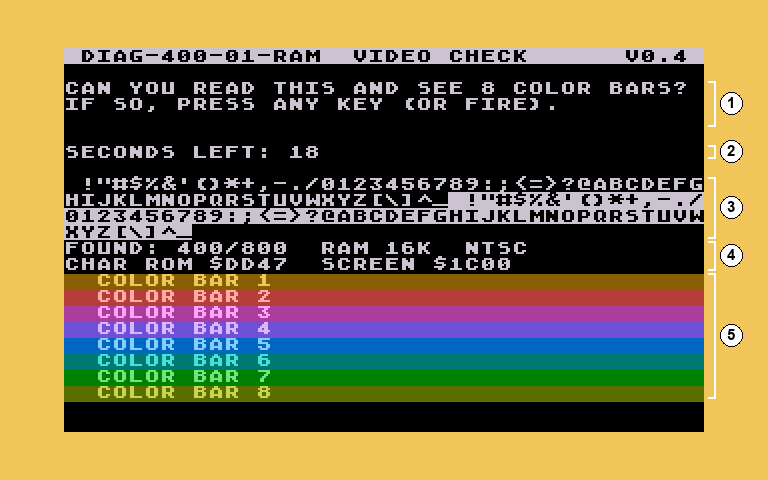 DIAG-400-01-RAM  VIDEO CHECK      V0.4
CAN YOU READ THIS AND SEE 8 COLOR BARS?
IF SO, PRESS ANY KEY (OR FIRE).
1
SECONDS LEFT: 18
2
 !"#$%&'()*+,-./0123456789:;<=>?@ABCDEFG
HIJKLMNOPQRSTUVWXYZ[\]^_ !"#$%&'()*+,-./
0123456789:;<=>?@ABCDEFGHIJKLMNOPQRSTUVW
XYZ[\]^_
3
FOUND: 400/800  RAM 16K  NTSC
CHAR ROM $DD47  SCREEN $1C00
4
COLOR BAR 1
COLOR BAR 2
COLOR BAR 3
COLOR BAR 4
COLOR BAR 5
COLOR BAR 6
COLOR BAR 7
COLOR BAR 8
5